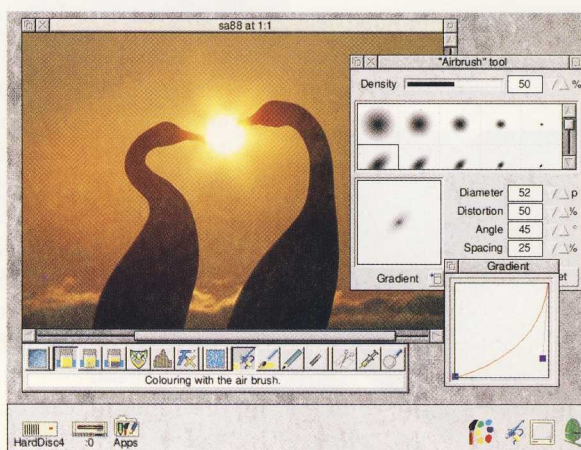 sa88 at 1:1
"Airbrush" tool
Density 50 %
Diameter 52 p
Distortion 50 %
Angle 45 °
Spacing 25 %
Gradient et
Gradient
Colouring with the air brush.
HardDisc4 :0 Apps